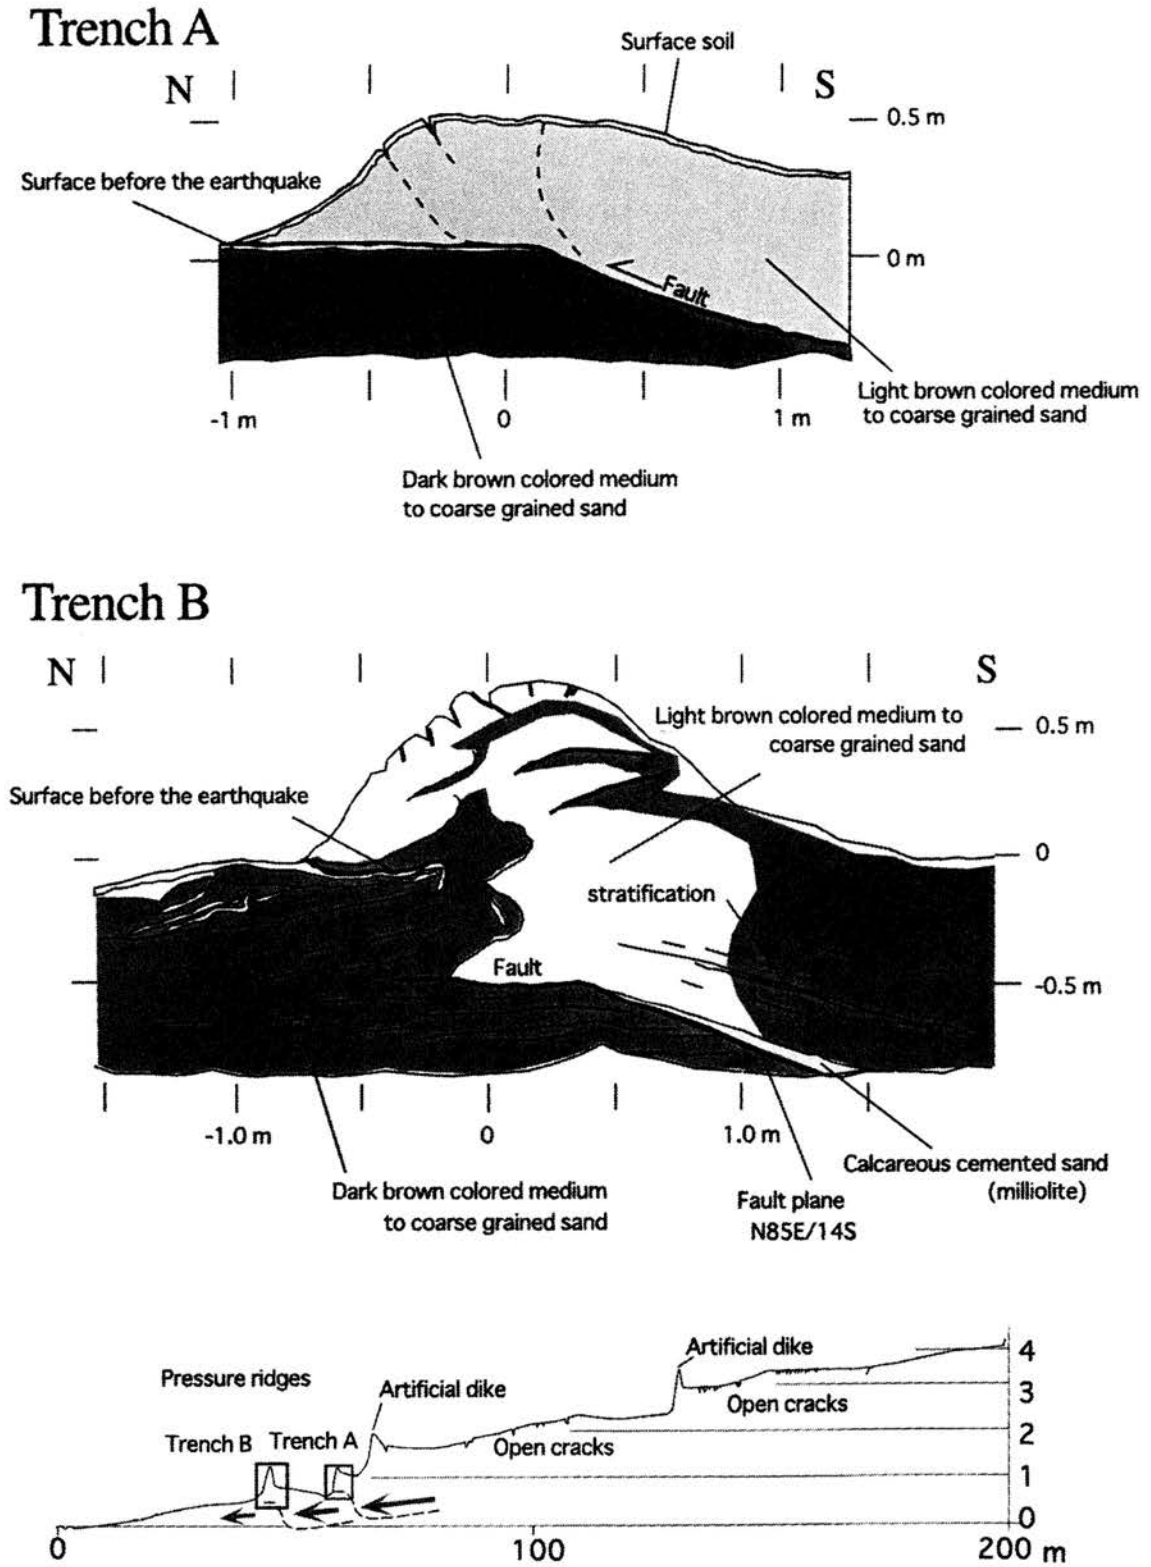 Trench A
Surface soil
N
S
0.5 m
Surface before the earthquake
0 m
Fault
Light brown colored medium
to coarse grained sand
-1 m
0
1 m
Dark brown colored medium
to coarse grained sand
Trench B
N
S
Light brown colored medium to
coarse grained sand
0.5 m
Surface before the earthquake
0
stratification
Fault
-0.5 m
-1.0 m
0
1.0 m
Calcareous cemented sand
(milliolite)
Dark brown colored medium
to coarse grained sand
Fault plane
N85E/14S
Artificial dike
4
Pressure ridges
Artificial dike
3
Open cracks
Trench B
Trench A
2
Open cracks
1
0
0
100
200 m